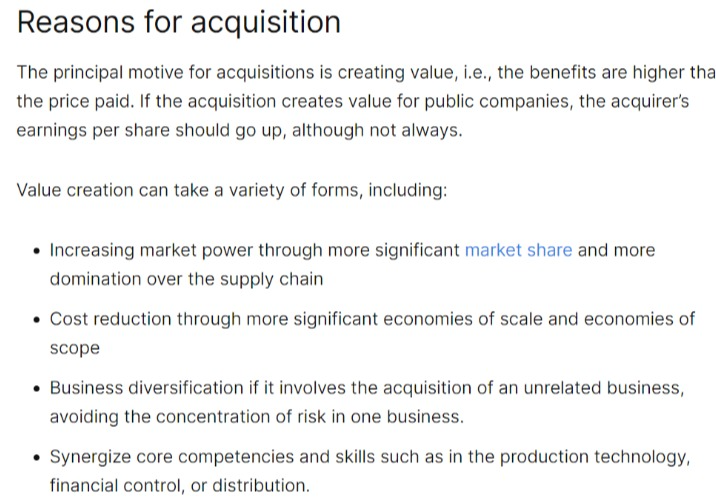 Reasons for acquisition
The principal motive for acquisitions is creating value, i.e., the benefits are higher tha
the price paid. If the acquisition creates value for public companies, the acquirer's
earnings per share should go up, although not always.
Value creation can take a variety of forms, including:
• Increasing market power through more significant market share and more
domination over the supply chain
• Cost reduction through more significant economies of scale and economies of
scope
• Business diversification if it involves the acquisition of an unrelated business,
avoiding the concentration of risk in one business.
• Synergize core competencies and skills such as in the production technology,
financial control, or distribution.